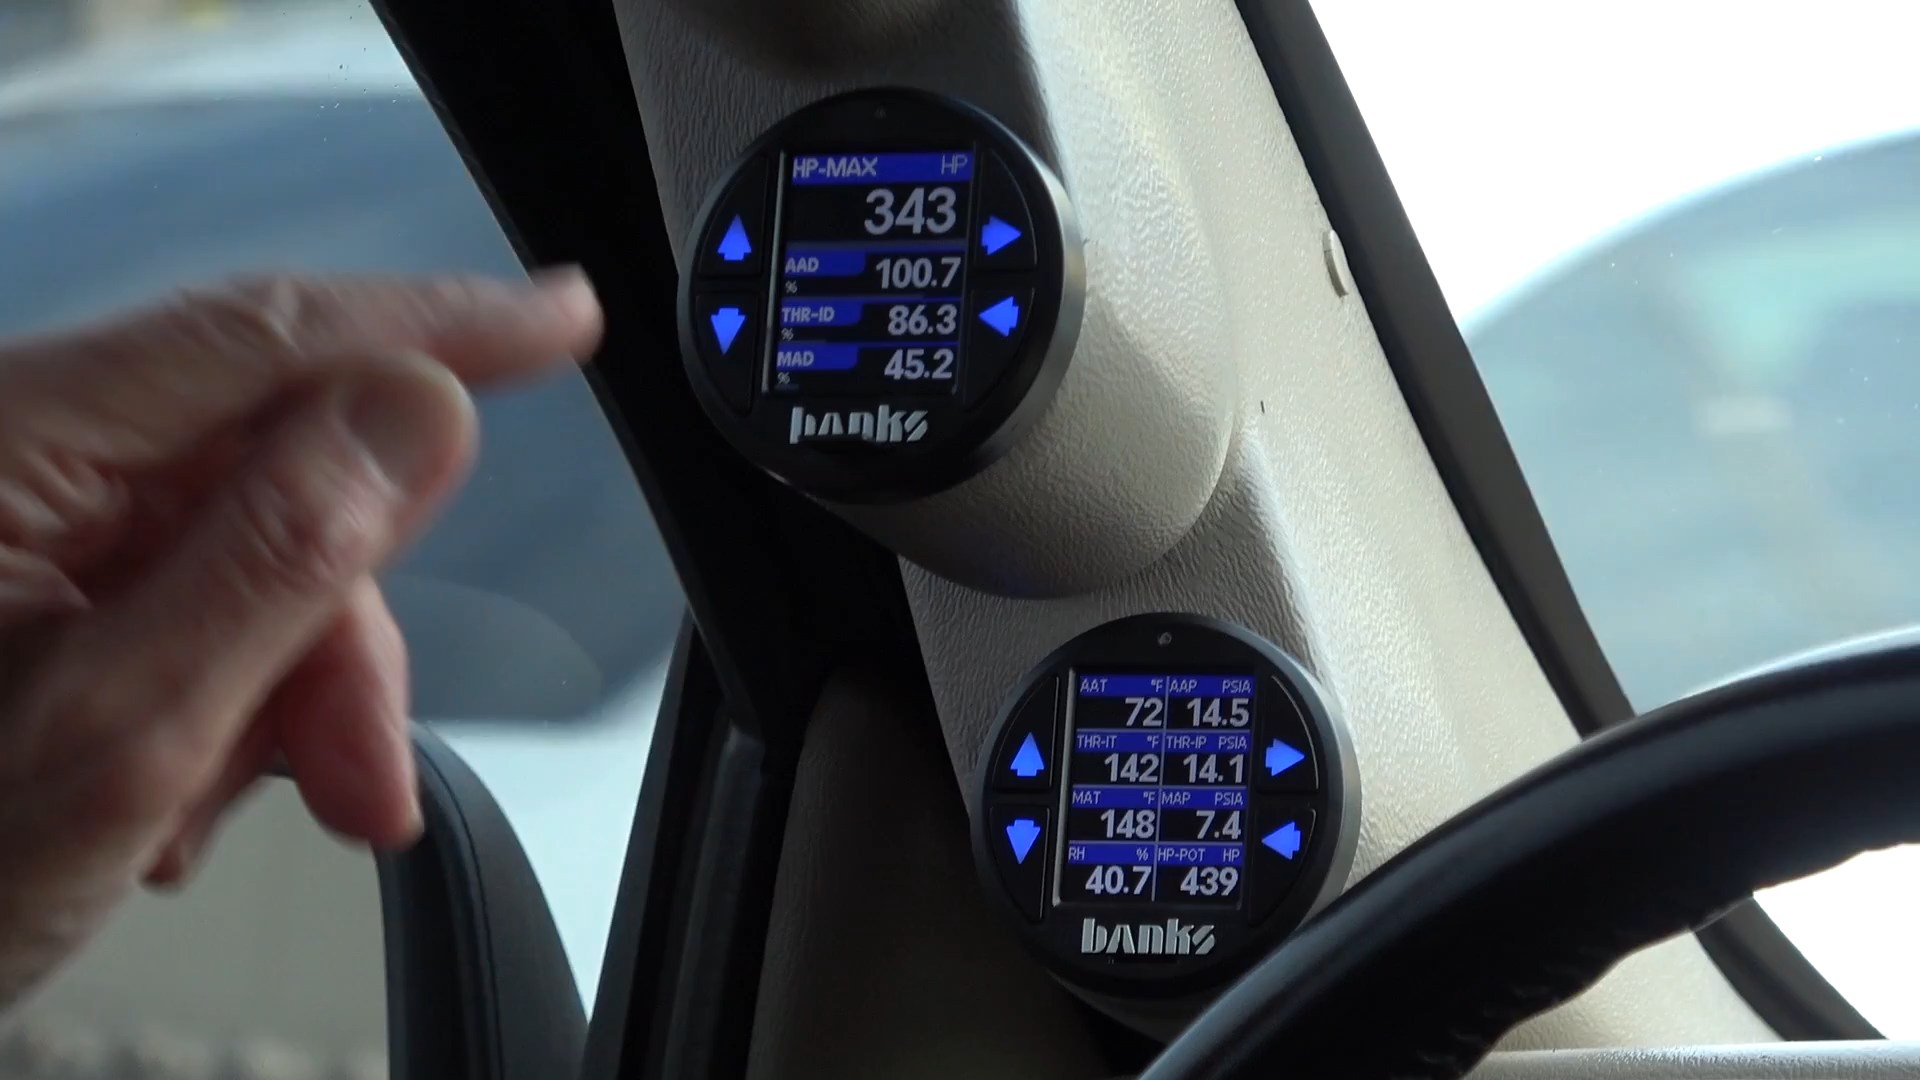 HP-MAX HP
343
AAD % 100.7
THR-ID % 86.3
MAD % 45.2
banks
AAT °F AAP PSIA
72 14.5
THR-IT °F THR-IP PSIA
142 14.1
MAT °F MAP PSIA
148 7.4
RH % HP-POT HP
40.7 439
banks